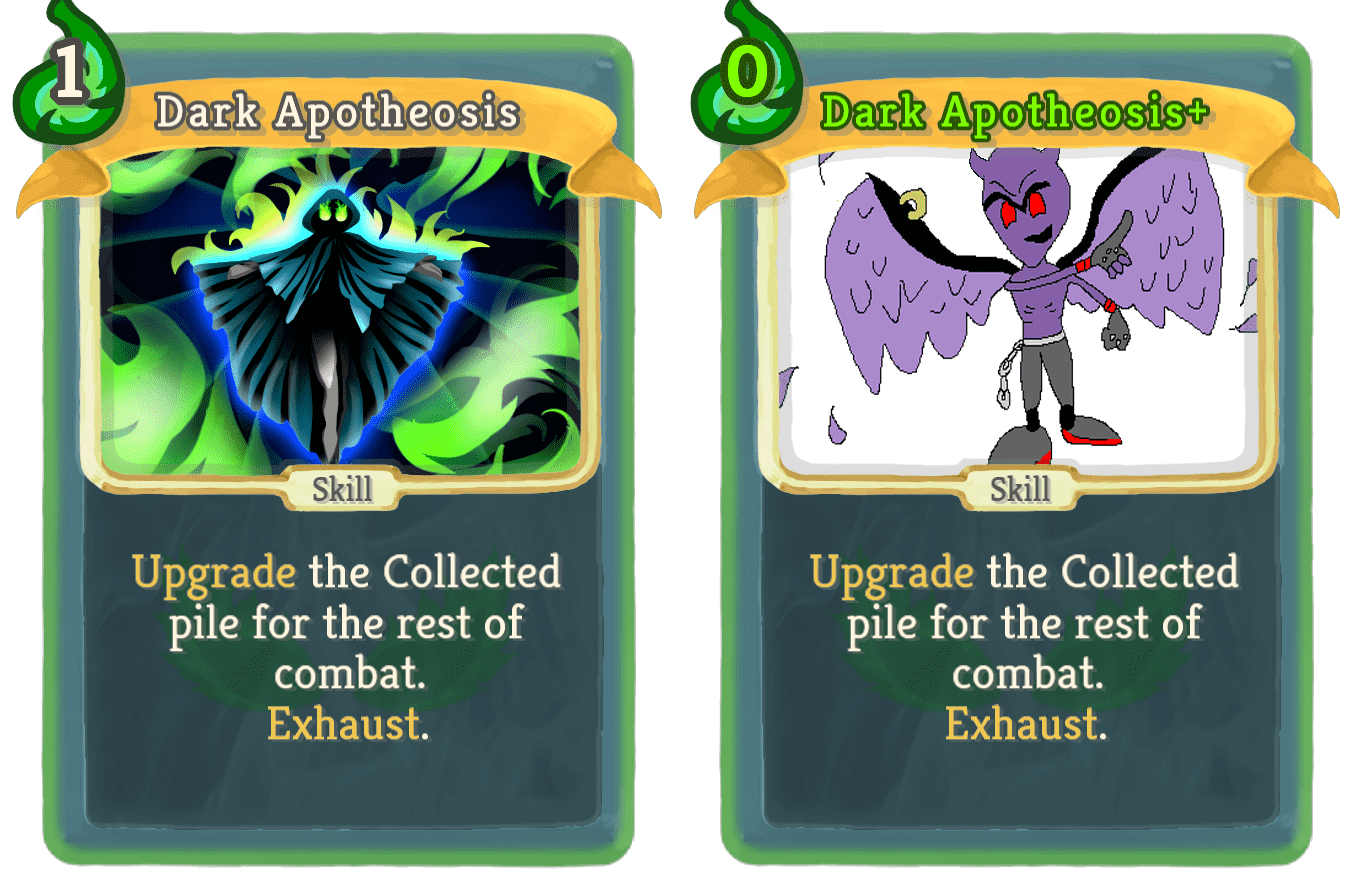 1
Dark Apotheosis
Skill
Upgrade the Collected
pile for the rest of
combat.
Exhaust.
0
Dark Apotheosis+
Skill
Upgrade the Collected
pile for the rest of
combat.
Exhaust.